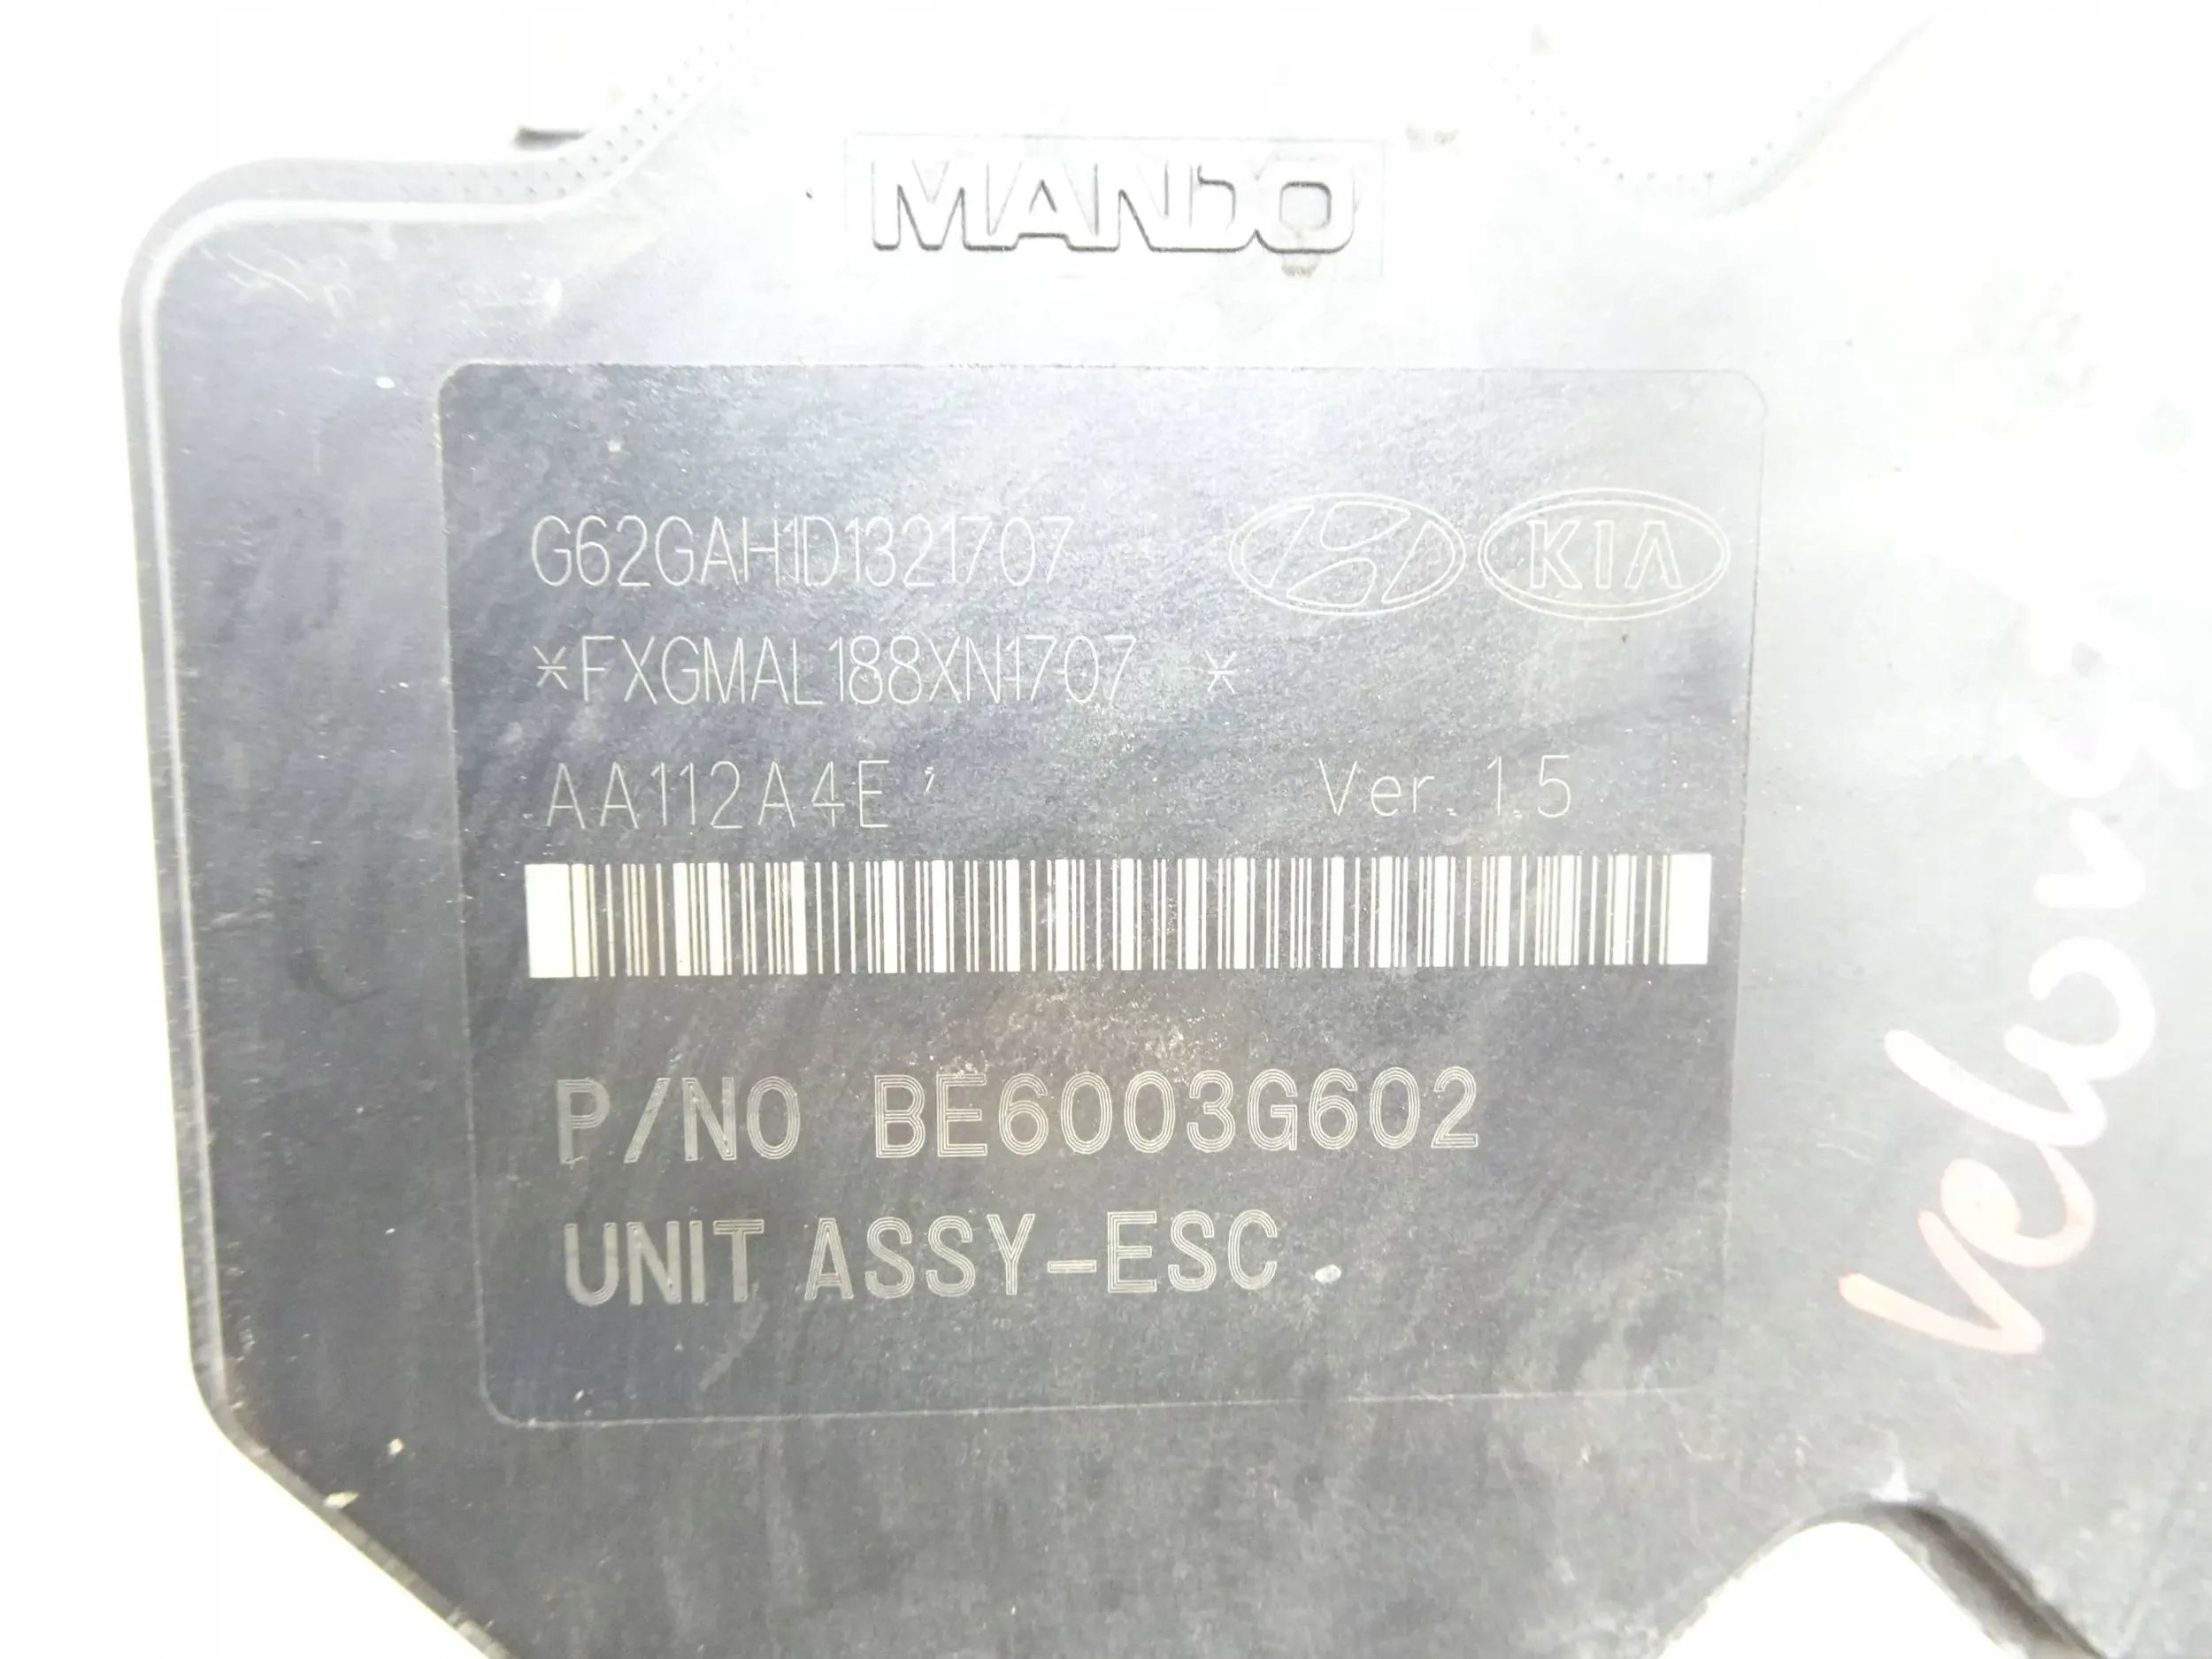 MANDO
G62GAH1D1321707
KIA
*FXGMAL188XN1707 *
AA112A4E
Ver 1.5
P/NO BE6003G602
UNIT ASSY-ESC